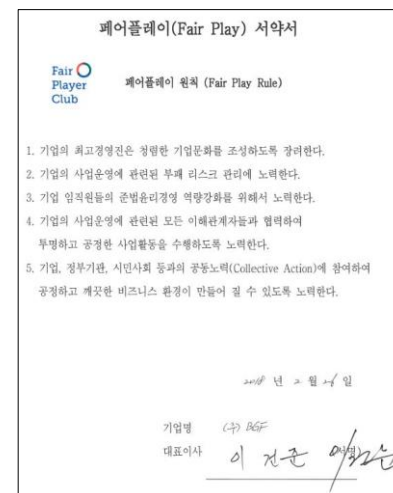 페어플레이(Fair Play) 서약서
Fair
Player
Club
페어플레이 원칙 (Fair Play Rule)
1. 기업의 최고경영진은 청렴한 기업문화를 조성하도록 장려한다.
2. 기업의 사업운영에 관련된 부패 리스크 관리에 노력한다.
3. 기업 임직원들의 준법윤리경영 역량강화를 위해서 노력한다.
4. 기업의 사업운영에 관련된 모든 이해관계자들과 협력하여
투명하고 공정한 사업활동을 수행하도록 노력한다.
5. 기업, 정부기관, 시민사회 등과의 공동노력(Collective Action)에 참여하여
공정하고 깨끗한 비즈니스 환경이 만들어 질 수 있도록 노력한다.
2018 년 2 월 26 일
기업명 (주) BGF
대표이사 이 건 준